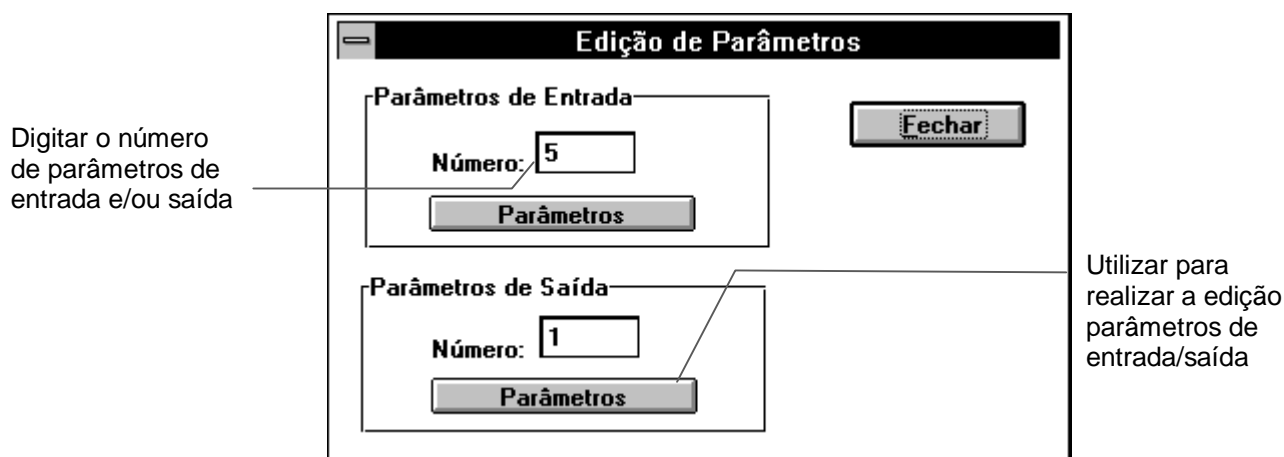 Edição de Parâmetros
Parâmetros de Entrada
Fechar
Digitar o número
de parâmetros de
entrada e/ou saída
Número: 5
Parâmetros
Utilizar para
realizar a edição
parâmetros de
entrada/saída
Parâmetros de Saída
Número: 1
Parâmetros